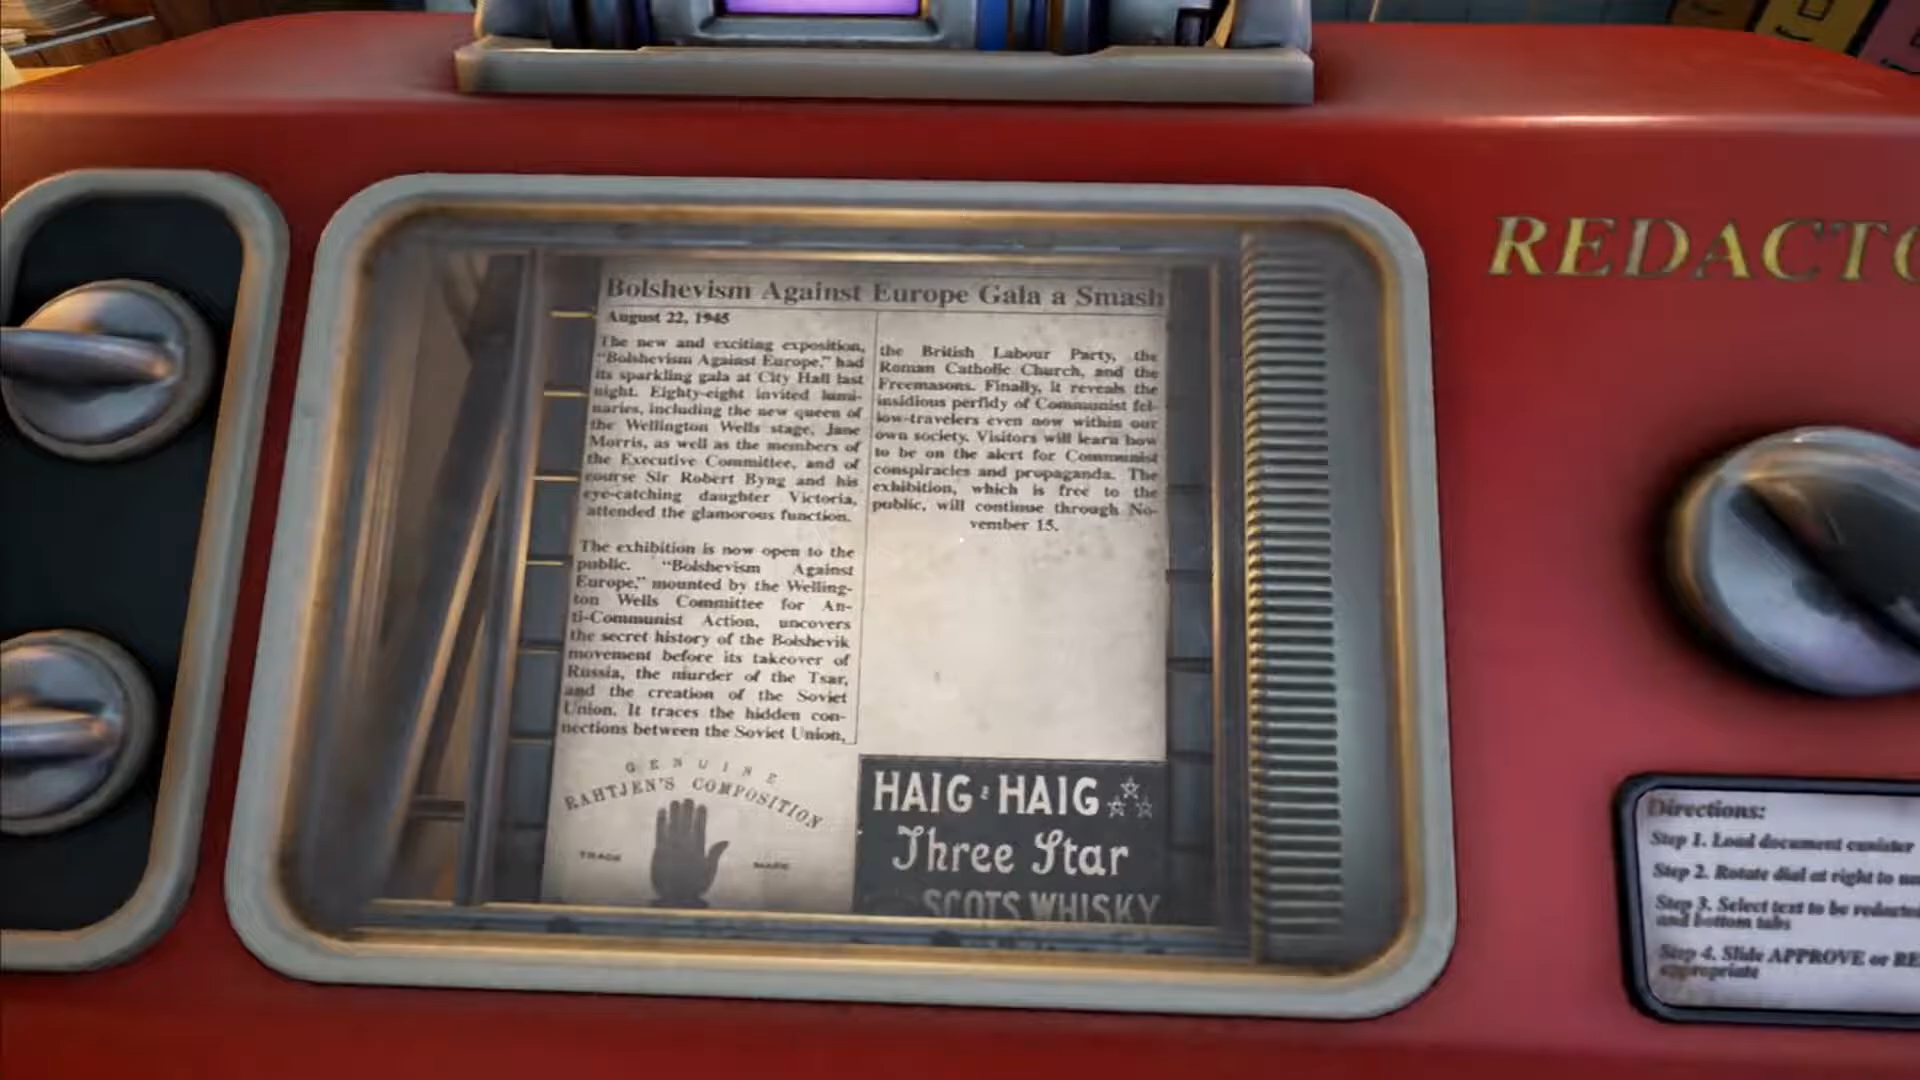 REDACTO
Bolshevism Against Europe Gala a Smash
August 22, 1945
The new and exciting exposition,
"Bolshevism Against Europe," had
its sparkling gala at City Hall last
night. Eighty-eight invited lumi-
naries, including the new queen of
the Wellington Wells stage, Jane
Morris, as well as the members of
the Executive Committee, and of
course Sir Robert Byng and his
eye-catching daughter Victoria,
attended the glamorous function.
The exhibition is now open to the
public. "Bolshevism Against
Europe," mounted by the Welling-
ton Wells Committee for An-
ti-Communist Action, uncovers
the secret history of the Bolshevik
movement before its takeover of
Russia, the murder of the Tsar,
and the creation of the Soviet
Union. It traces the hidden con-
nections between the Soviet Union,
the British Labour Party, the
Roman Catholic Church, and the
Freemasons. Finally, it reveals the
insidious perfidy of Communist fel-
low-travelers even now within our
own society. Visitors will learn how
to be on the alert for Communist
conspiracies and propaganda. The
exhibition, which is free to the
public, will continue through No-
vember 15.
GENUINE
RAHTJEN'S COMPOSITION
TRADE MARK
HAIG & HAIG
Three Star
SCOTS WHISKY
Directions:
Step 1. Load document canister
Step 2. Rotate dial at right to
Step 3. Select text to be
and bottom tabs
Step 4. Slide APPROVE or RE
appropriate